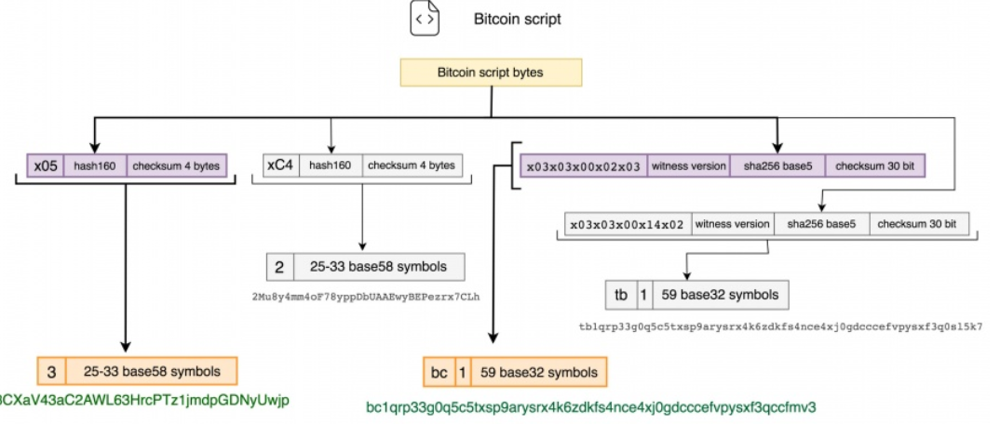 Bitcoin script
Bitcoin script bytes
x05 hash160 checksum 4 bytes
xC4 hash160 checksum 4 bytes
x03x03x00x02x03 witness version sha256 base5 checksum 30 bit
x03x03x00x14x02 witness version sha256 base5 checksum 30 bit
2 25-33 base58 symbols
2Mu8y4mm4oF78yppDbUAAEwyBEPezrx7CLh
tb 1 59 base32 symbols
tb1qrp33g0q5c5txsp9arysrx4k6zdkfs4nce4xj0gdcccefvpysxf3q0sl5k7
3 25-33 base58 symbols
3CXaV43aC2AWL63HrcPTz1jmdpGDNyUwjp
bc 1 59 base32 symbols
bc1qrp33g0q5c5txsp9arysrx4k6zdkfs4nce4xj0gdcccefvpysxf3qccfmv3